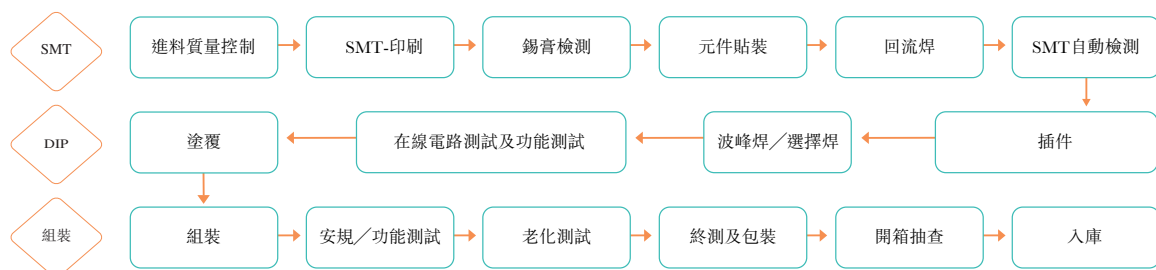 SMT
進料質量控制
SMT-印刷
錫膏檢測
元件貼裝
回流焊
SMT自動檢測
DIP
塗覆
在線電路測試及功能測試
波峰焊／選擇焊
插件
組裝
組裝
安規／功能測試
老化測試
終測及包裝
開箱抽查
入庫